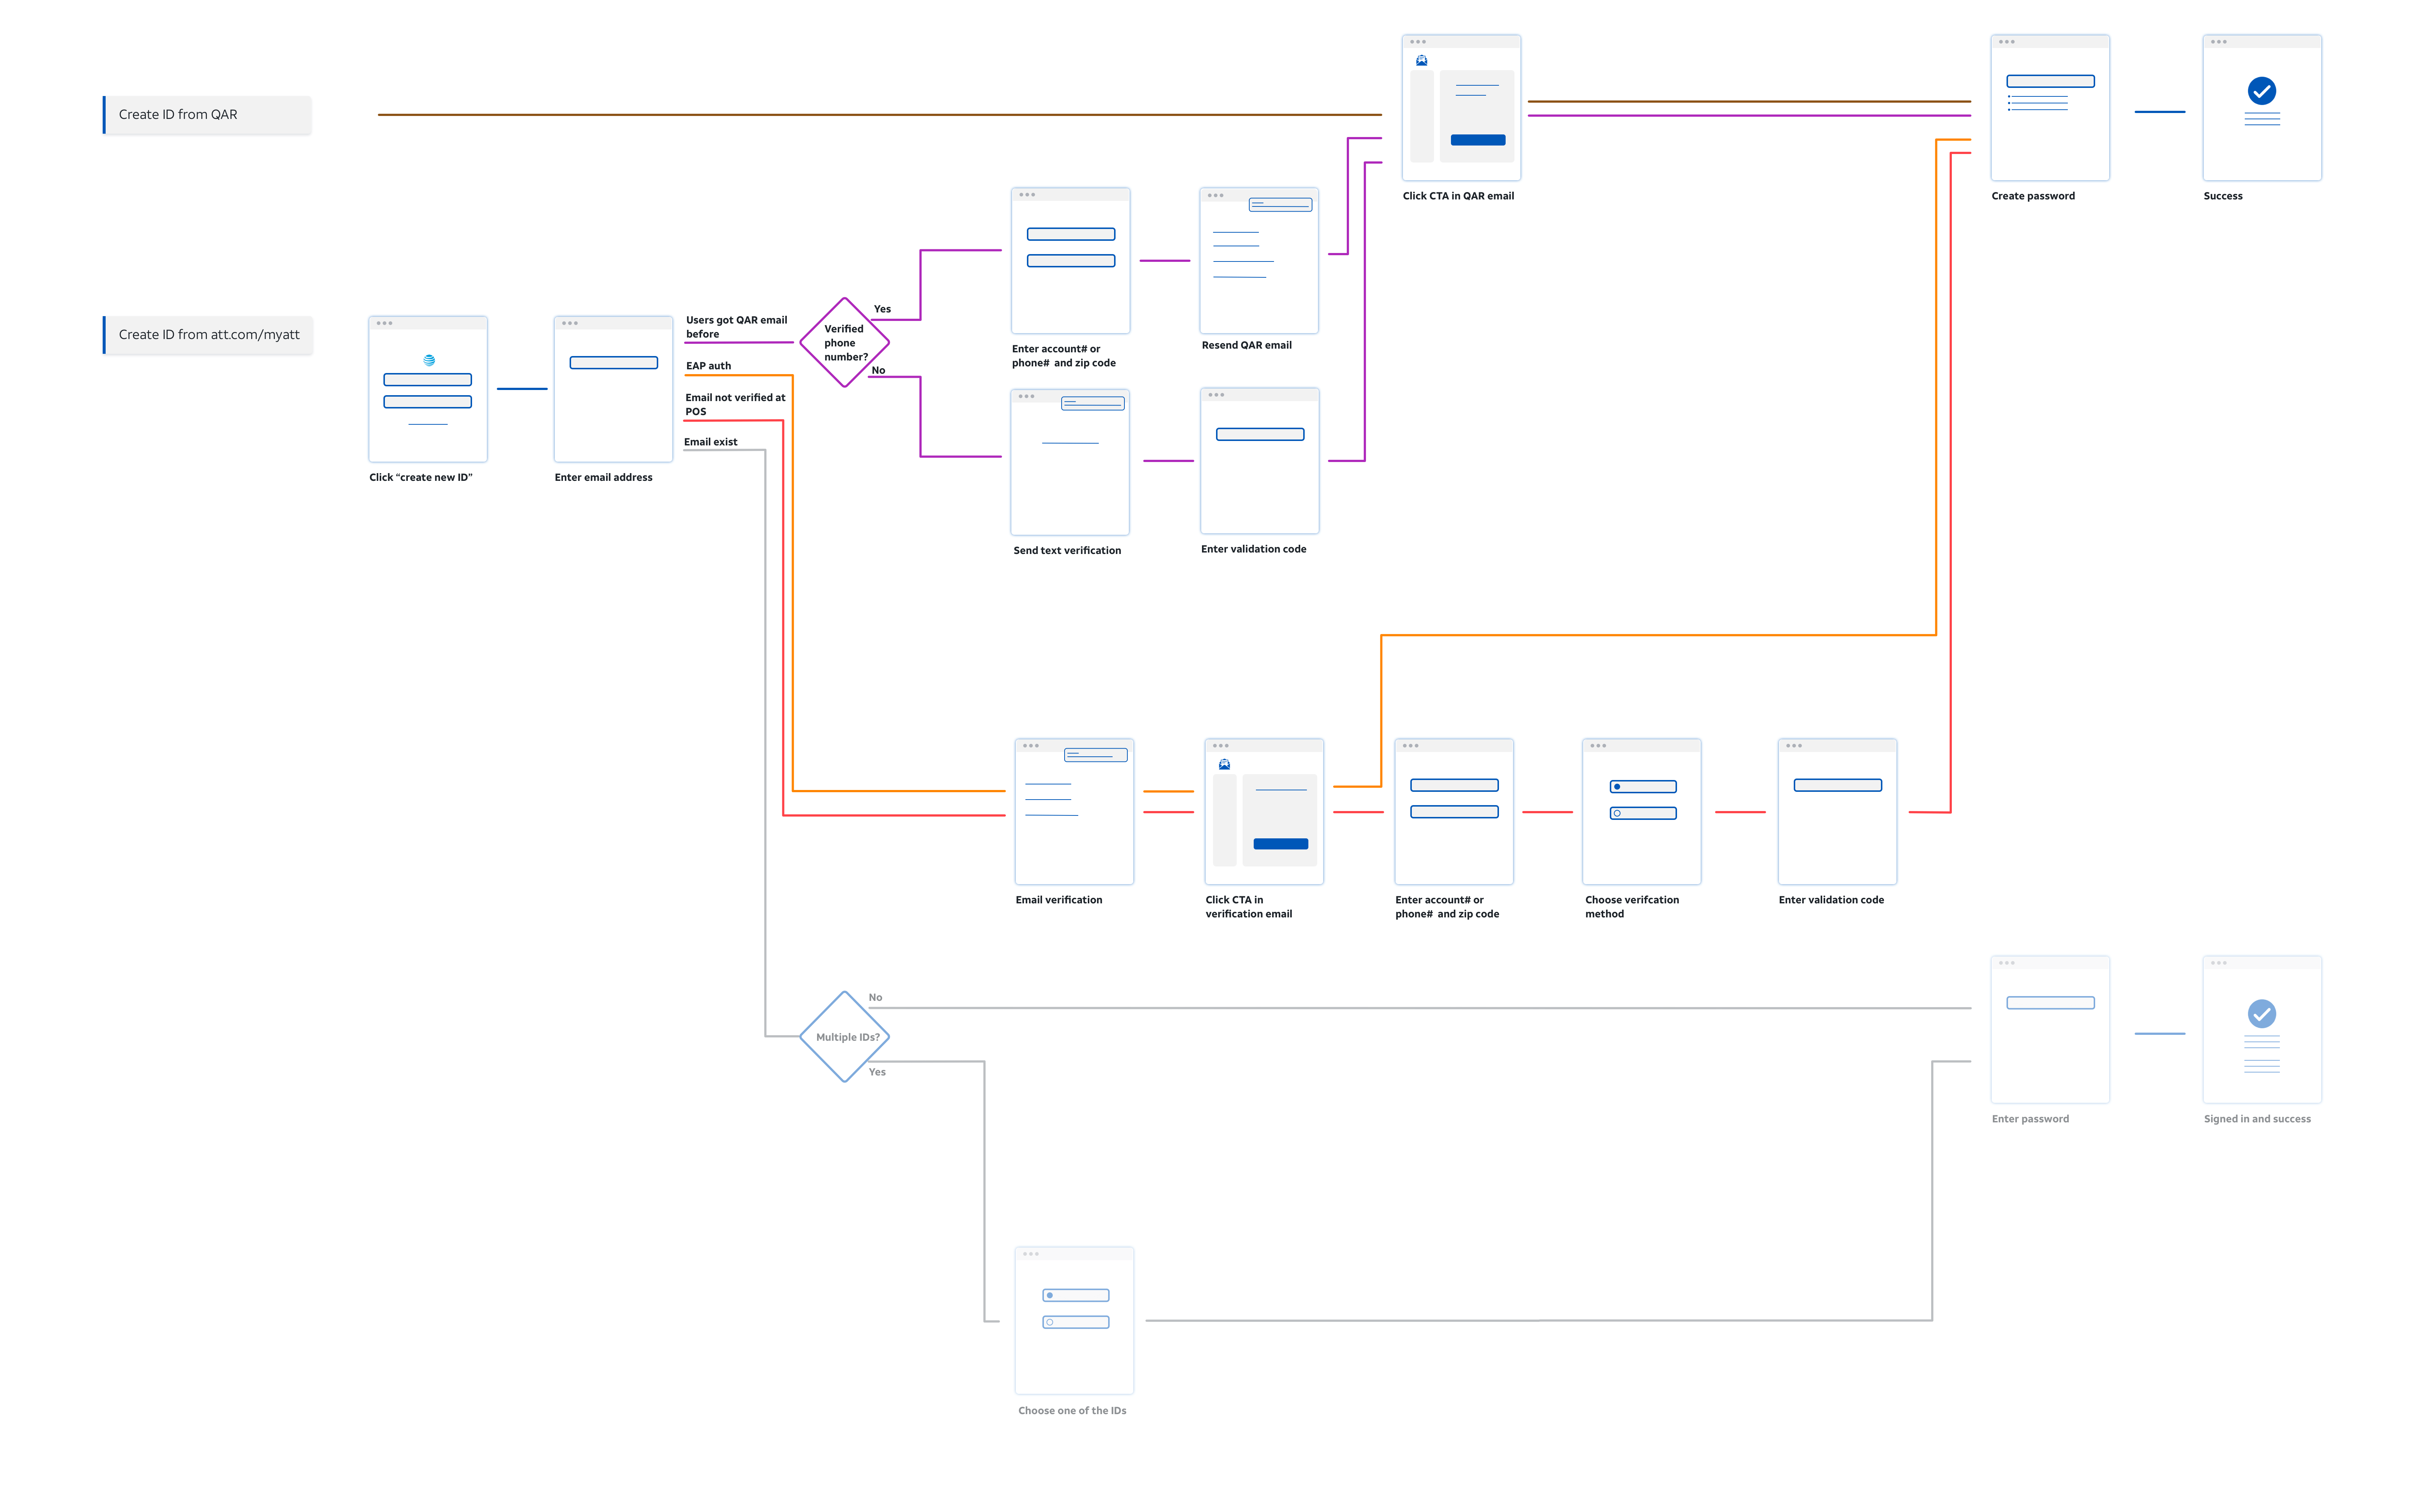 Create ID from QAR
Click CTA in QAR email
Create password
Success
Create ID from att.com/myatt
Click “create new ID”
Enter email address
Users got QAR email
before
EAP auth
Email not verified at
POS
Email exist
Verified
phone
number?
Yes
No
Enter account# or
phone# and zip code
Resend QAR email
Send text verification
Enter validation code
Email verification
Click CTA in
verification email
Enter account# or
phone# and zip code
Choose verifcation
method
Enter validation code
Multiple IDs?
No
Yes
Enter password
Signed in and success
Choose one of the IDs